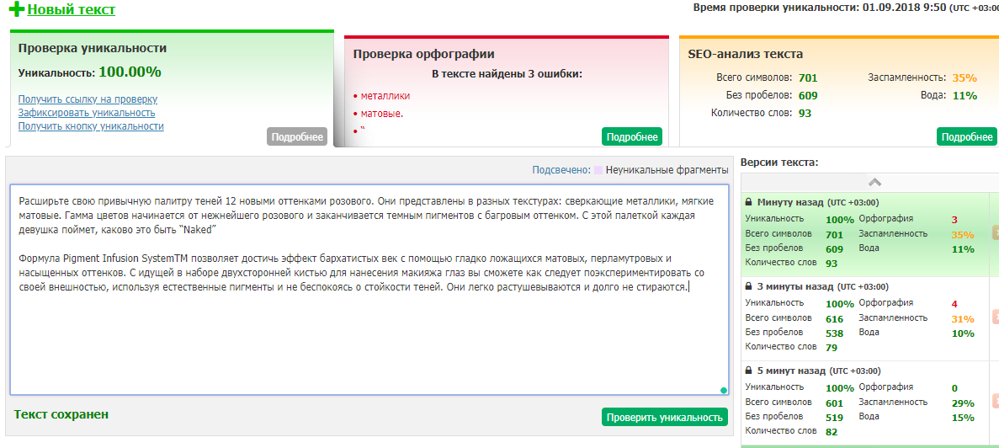 Новый текст
Время проверки уникальности: 01.09.2018 9:50 (UTC +03:00
Проверка уникальности
Уникальность: 100.00%
Получить ссылку на проверку
Зафиксировать уникальность
Получить кнопку уникальности
Подробнее
Проверка орфографии
В тексте найдены 3 ошибки:
• металлики
• матовые.
• “
Подробнее
SEO-анализ текста
Всего символов: 701 Заспамленность: 35%
Без пробелов: 609 Вода: 11%
Количество слов: 93
Подробнее
Подсвечено: Неуникальные фрагменты
Расширьте свою привычную палитру теней 12 новыми оттенками розового. Они представлены в разных текстурах: сверкающие металлики, мягкие
матовые. Гамма цветов начинается от нежнейшего розового и заканчивается темным пигментов с багровым оттенком. С этой палеткой каждая
девушка поймет, каково это быть “Naked”
Формула Pigment Infusion SystemTM позволяет достичь эффект бархатистых век с помощью гладко ложащихся матовых, перламутровых и
насыщенных оттенков. С идущей в наборе двухсторонней кистью для нанесения макияжа глаз вы сможете как следует поэкспериментировать со
своей внешностью, используя естественные пигменты и не беспокоясь о стойкости теней. Они легко растушевываются и долго не стираются.
Текст сохранен
Проверить уникальность
Версии текста:
Минуту назад (UTC +03:00)
Уникальность 100% Орфография 3
Всего символов 701 Заспамленность 35%
Без пробелов 609 Вода 11%
Количество слов 93
3 минуты назад (UTC +03:00)
Уникальность 100% Орфография 4
Всего символов 616 Заспамленность 31%
Без пробелов 538 Вода 10%
Количество слов 79
5 минут назад (UTC +03:00)
Уникальность 100% Орфография 0
Всего символов 601 Заспамленность 29%
Без пробелов 519 Вода 15%
Количество слов 82